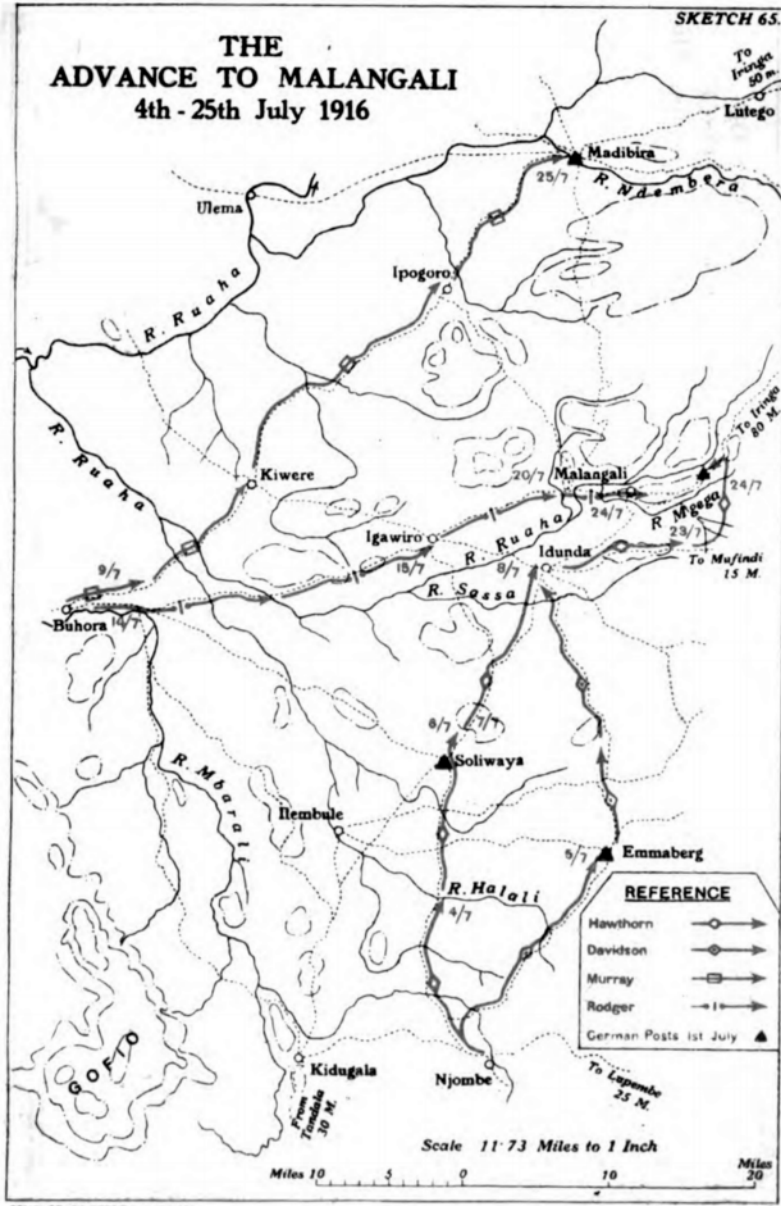 SKETCH 65.
THE
ADVANCE TO MALANGALI
4th - 25th July 1916
To
Iringa
50 m.
Lutego
Madibira
25/7
R. Ndembera
Ulema
Ipogoro
R. Ruaha
R. Ruaha
To Iringa
80 M.
20/7
Malangali
24/7
24/7
Kiwere
R Mgega
23/7
Igawiro
R. Ruaha
Idunda
9/7
15/7
8/7
To Mufindi
15 M.
R. Sassa
Buhora
14/7
6/7
7/7
Soliwaya
R. Mbarali
Ilembule
5/7
Emmaberg
R. Halali
4/7
REFERENCE
Hawthorn
Davidson
Murray
Rodger
German Posts 1st July
GOFIO
Kidugala
Njombe
From
Tandala
30 M.
To Lupembe
25 M.
Scale 11·73 Miles to 1 Inch
Miles 10 5 0 10 20 Miles